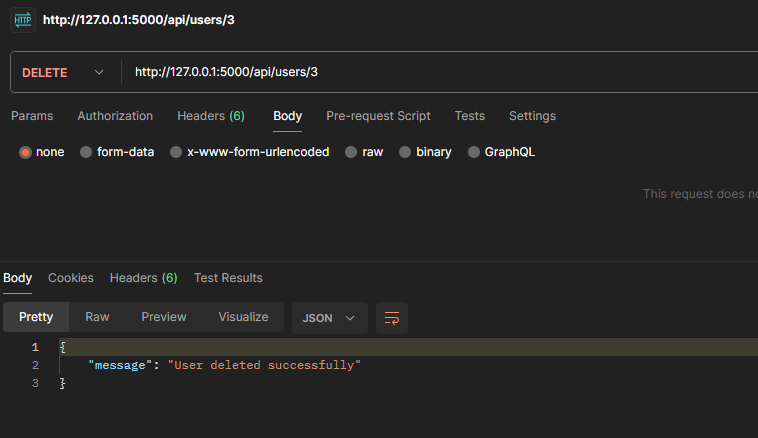 HTTP http://127.0.0.1:5000/api/users/3
DELETE http://127.0.0.1:5000/api/users/3
Params Authorization Headers (6) Body Pre-request Script Tests Settings
none form-data x-www-form-urlencoded raw binary GraphQL
This request does
Body Cookies Headers (6) Test Results
Pretty Raw Preview Visualize JSON
1 {
2 "message": "User deleted successfully"
3 }